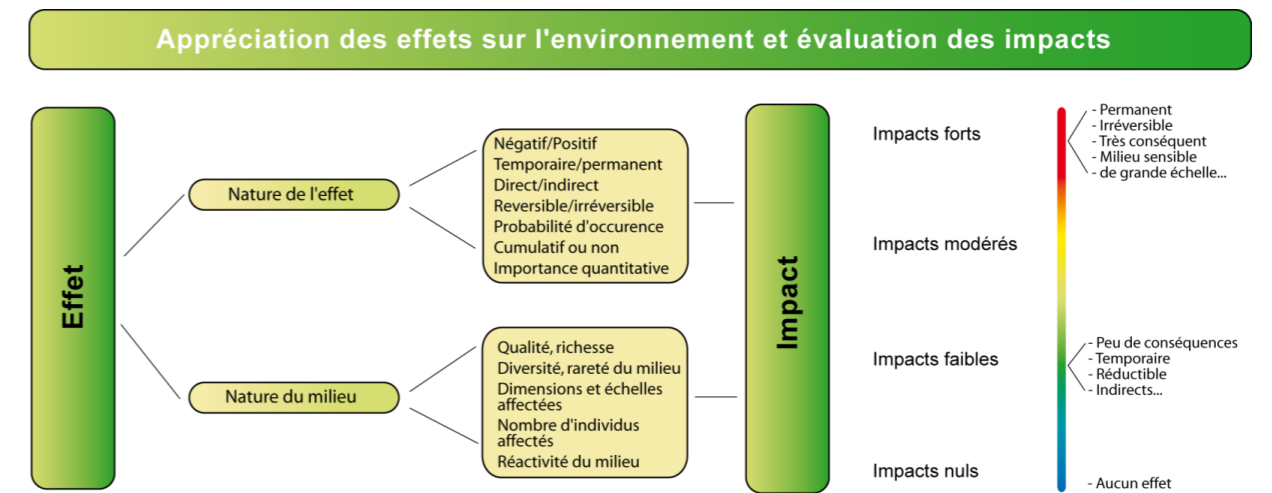 Appréciation des effets sur l'environnement et évaluation des impacts
Effet
Nature de l'effet
Négatif/Positif
Temporaire/permanent
Direct/indirect
Reversible/irréversible
Probabilité d'occurence
Cumulatif ou non
Importance quantitative
Nature du milieu
Qualité, richesse
Diversité, rareté du milieu
Dimensions et échelles
affectées
Nombre d'individus
affectés
Réactivité du milieu
Impact
Impacts forts
- Permanent
- Irréversible
- Très conséquent
- Milieu sensible
- de grande échelle...
Impacts modérés
Impacts faibles
- Peu de conséquences
- Temporaire
- Réductible
- Indirects...
Impacts nuls
- Aucun effet